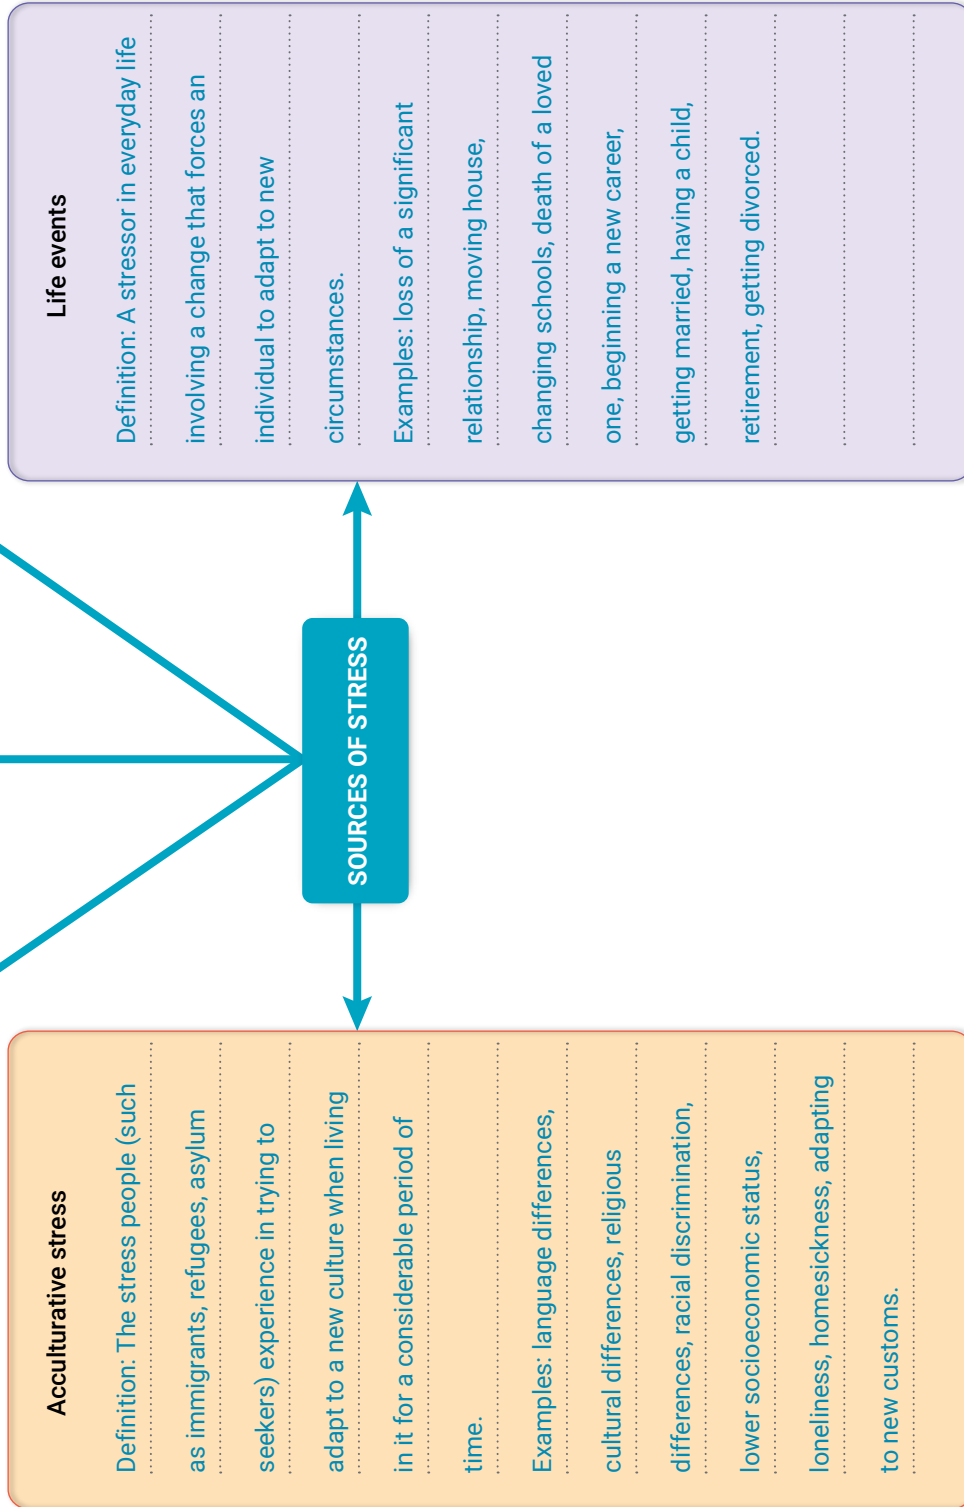 SOURCES OF STRESS
Acculturative stress
Definition: The stress people (such
as immigrants, refugees, asylum
seekers) experience in trying to
adapt to a new culture when living
in it for a considerable period of
time.
Examples: language differences,
cultural differences, religious
differences, racial discrimination,
lower socioeconomic status,
loneliness, homesickness, adapting
to new customs.
Life events
Definition: A stressor in everyday life
involving a change that forces an
individual to adapt to new
circumstances.
Examples: loss of a significant
relationship, moving house,
changing schools, death of a loved
one, beginning a new career,
getting married, having a child,
retirement, getting divorced.